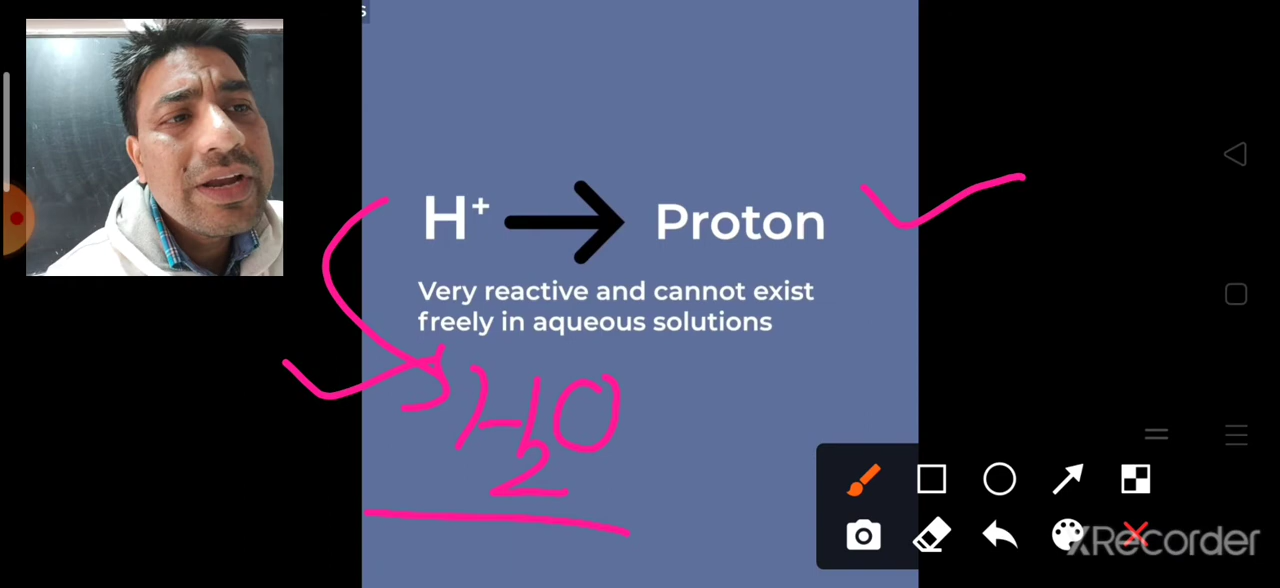 s
H⁺ → Proton
Very reactive and cannot exist
freely in aqueous solutions
H2O
XRecorder